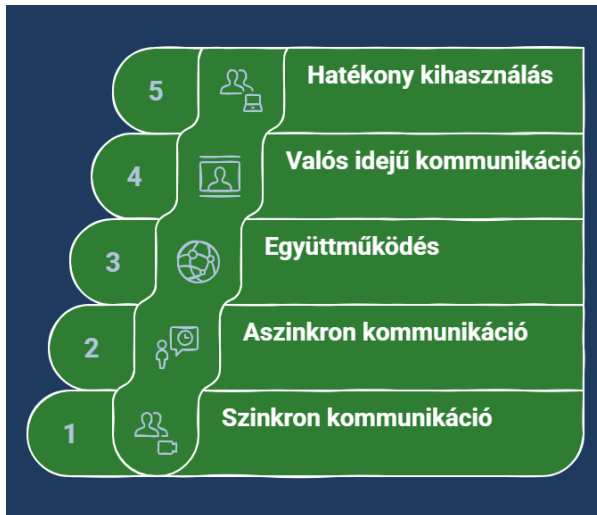 5
Hatékony kihasználás
4
Valós idejű kommunikáció
3
Együttműködés
2
Aszinkron kommunikáció
1
Szinkron kommunikáció